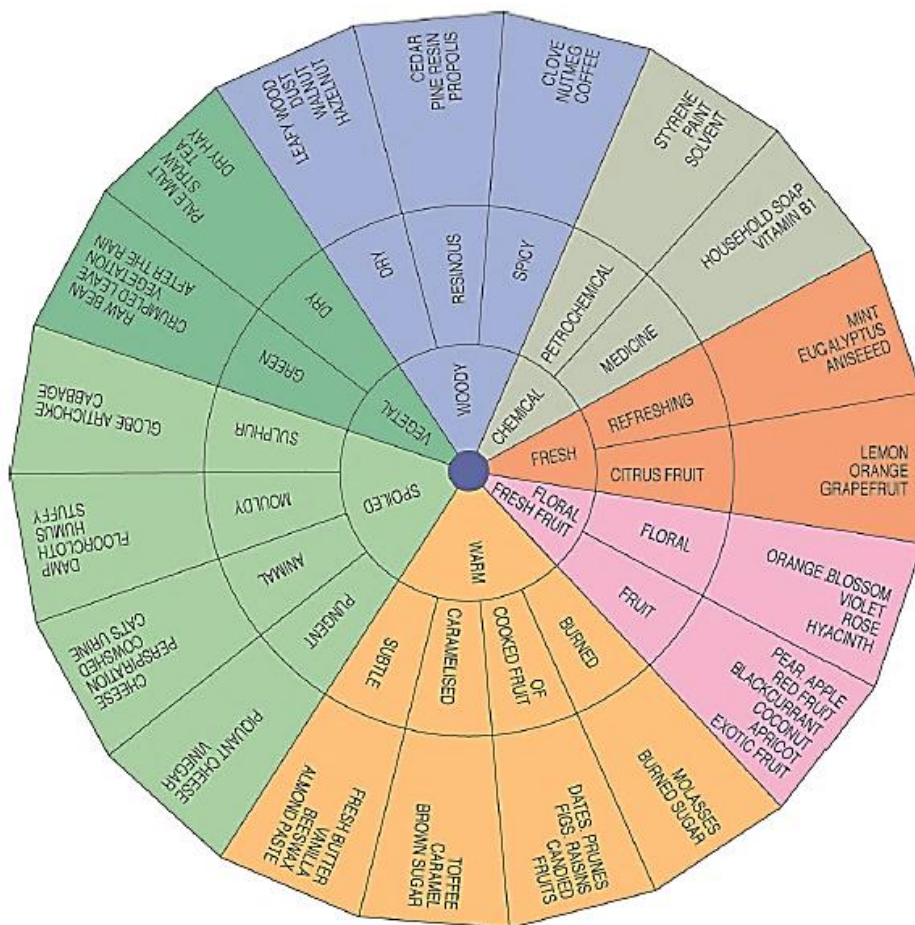 WOODY
DRY
LEAFY WOOD
DUST
WALNUT
HAZELNUT
RESINOUS
CEDAR
PINE RESIN
PROPOLIS
SPICY
CLOVE
NUTMEG
COFFEE
CHEMICAL
PETROCHEMICAL
STYRENE
PAINT
SOLVENT
MEDICINE
HOUSEHOLD SOAP
VITAMIN B1
FRESH
REFRESHING
MINT
EUCALYPTUS
ANISEEED
CITRUS FRUIT
LEMON
ORANGE
GRAPEFRUIT
FLORAL
FRESH FRUIT
FLORAL
ORANGE.BLOSSOM
VIOLET
ROSE
HYACINTH
FRUIT
PEAR. APPLE
RED FRUIT
BLACKCURRANT
COCONUT
APRICOT
EXOTIC FRUIT
WARM
BURNED
MOLASSES
BURNED SUGAR
OF
COOKED FRUIT
DATES. PRUNES
FIGS. RAISINS
CANDIED
FRUITS
CARAMELISED
TOFFEE
CARAMEL
BROWN SUGAR
SUBTLE
FRESH BUTTER
VANILLA
BEESWAX
ALMOND PASTE
SPOILED
PUNGENT
PIQUANT CHEESE
VINEGAR
ANIMAL
CHEESE
PERSPIRATION
COWSHED
CATS URINE
MOULDY
DAMP
FLOORCLOTH
HUMUS
STUFFY
SULPHUR
GLOBE ARTICHOKE
CABBAGE
VEGETAL
GREEN
RAW BEAN
CRUMPLED LEAVE
VEGETATION
AFTER THE RAIN
DRY
PALE MALT
STRAW
TEA
DRY HAY